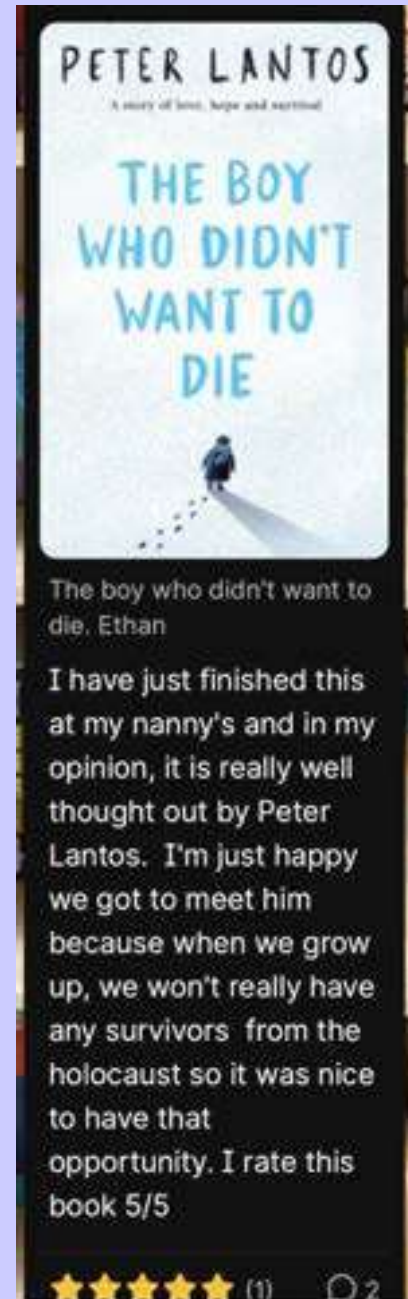 PETER LANTOS
A story of love, hope and survival
THE BOY
WHO DIDN'T
WANT TO
DIE
The boy who didn't want to
die. Ethan
I have just finished this
at my nanny's and in my
opinion, it is really well
thought out by Peter
Lantos.  I'm just happy
we got to meet him
because when we grow
up, we won't really have
any survivors  from the
holocaust so it was nice
to have that
opportunity. I rate this
book 5/5
(1) 2